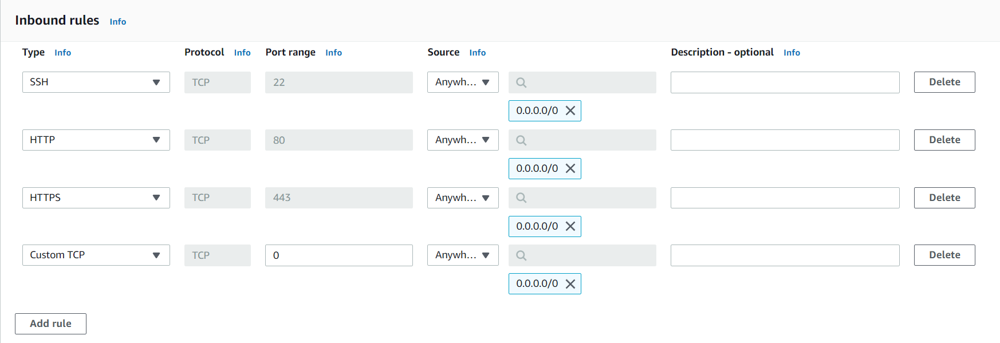 Inbound rules Info
Type Info Protocol Info Port range Info Source Info Description - optional Info
SSH TCP 22 Anywh... Delete
0.0.0.0/0
HTTP TCP 80 Anywh... Delete
0.0.0.0/0
HTTPS TCP 443 Anywh... Delete
0.0.0.0/0
Custom TCP TCP 0 Anywh... Delete
0.0.0.0/0
Add rule